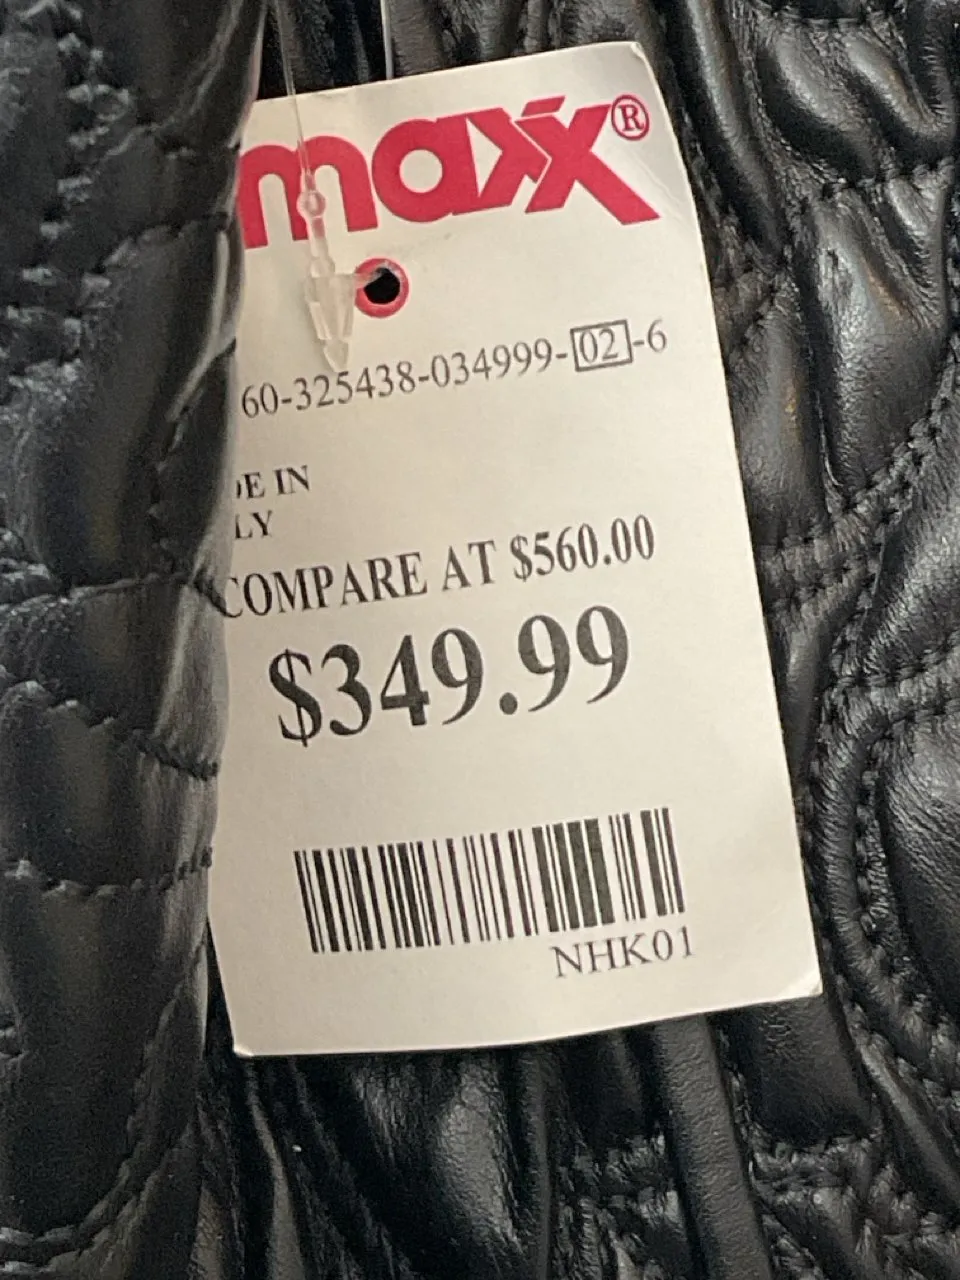 maxx®
60-325438-034999-02-6
DE IN
LY
COMPARE AT $560.00
$349.99
NHK01